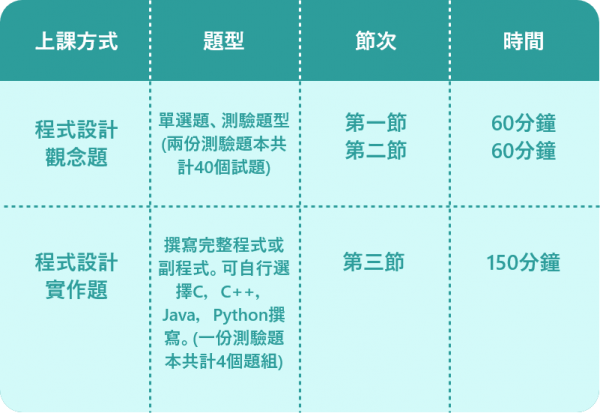 上課方式
題型
節次
時間
程式設計
觀念題
單選題、測驗題型
(兩份測驗題本共
計40個試題)
第一節
第二節
60分鐘
60分鐘
程式設計
實作題
撰寫完整程式或
副程式。可自行選
擇C，C++，
Java，Python撰
寫。(一份測驗題
本共計4個題組)
第三節
150分鐘